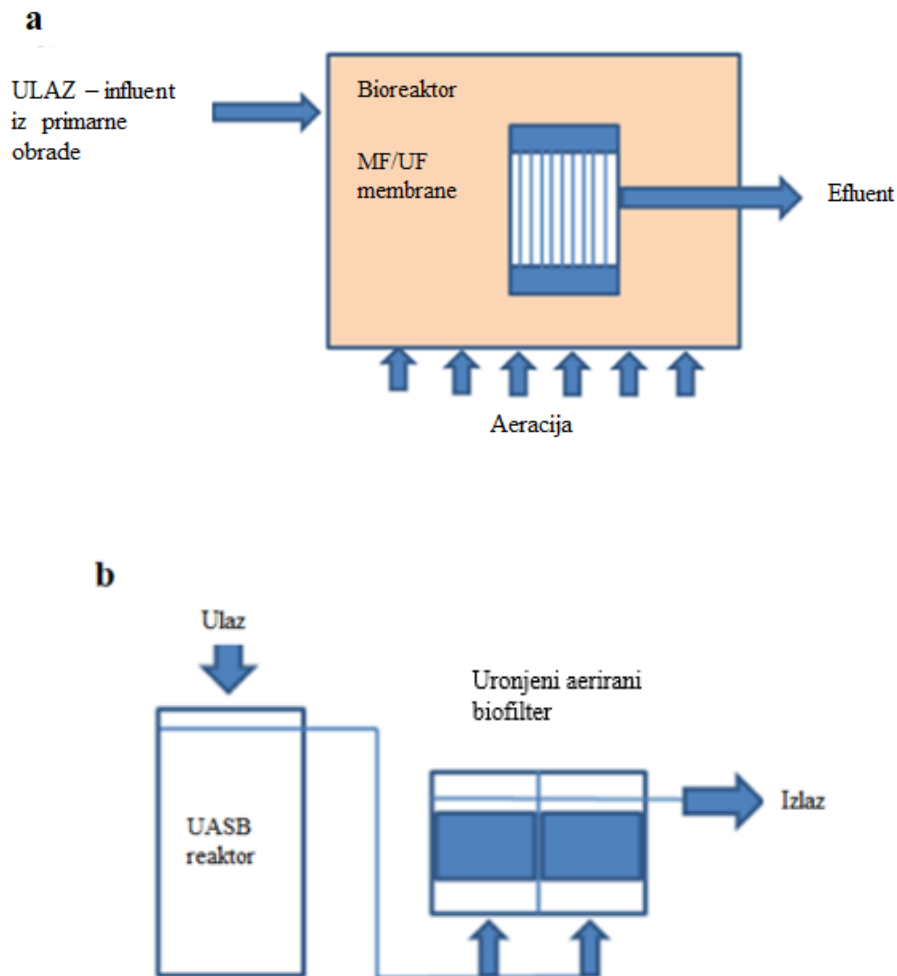 a
ULAZ – influent
iz primarne
obrade
Bioreaktor
MF/UF
membrane
Efluent
Aeracija
b
Ulaz
Uronjeni aerirani
biofilter
UASB
reaktor
Izlaz